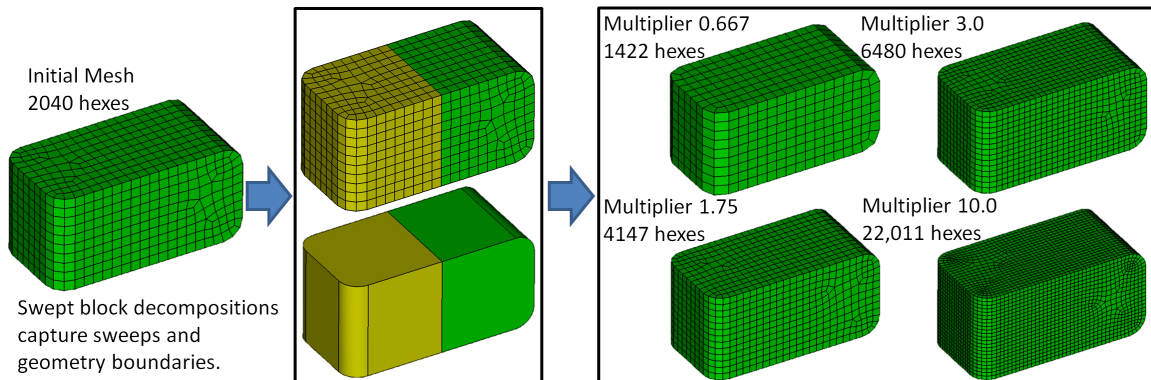 Initial Mesh
2040 hexes
Swept block decompositions
capture sweeps and
geometry boundaries.
Multiplier 0.667
1422 hexes
Multiplier 3.0
6480 hexes
Multiplier 1.75
4147 hexes
Multiplier 10.0
22,011 hexes